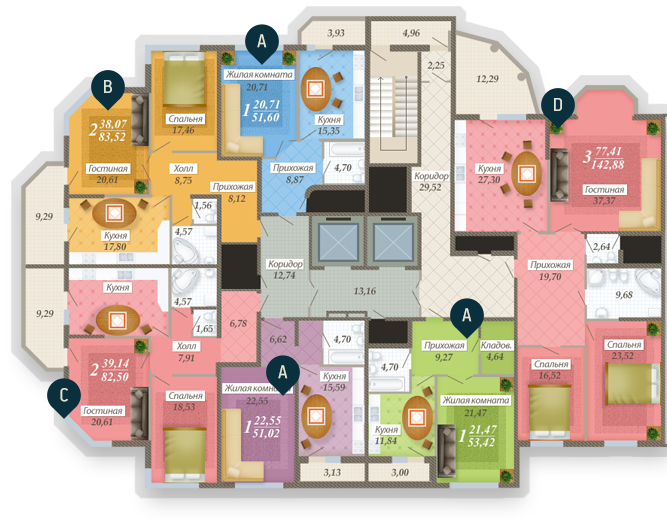 3,93
4,96
A
2,25
12,29
Жилая комната
20,71
1 20,71
51,60
Кухня
15,35
B
2 38,07
83,52
Спальня
17,46
Гостиная
20,61
Холл
8,75
Прихожая
8,12
Прихожая
8,87
4,70
Коридор
29,52
D
Кухня
27,30
3 77,41
142,88
Гостиная
37,37
9,29
1,56
4,57
Кухня
17,80
Коридор
12,74
13,16
2,64
Прихожая
19,70
9,68
9,29
Кухня
4,57
1,65
6,78
6,62
4,70
A
Прихожая
9,27
Кладов.
4,64
C
2 39,14
82,50
Гостиная
20,61
Холл
7,91
Спальня
18,53
A
Жилая комната
22,55
1 22,55
51,02
Кухня
15,59
4,70
Кухня
11,84
Жилая комната
21,47
1 21,47
53,42
Спальня
16,52
Спальня
23,52
3,13
3,00